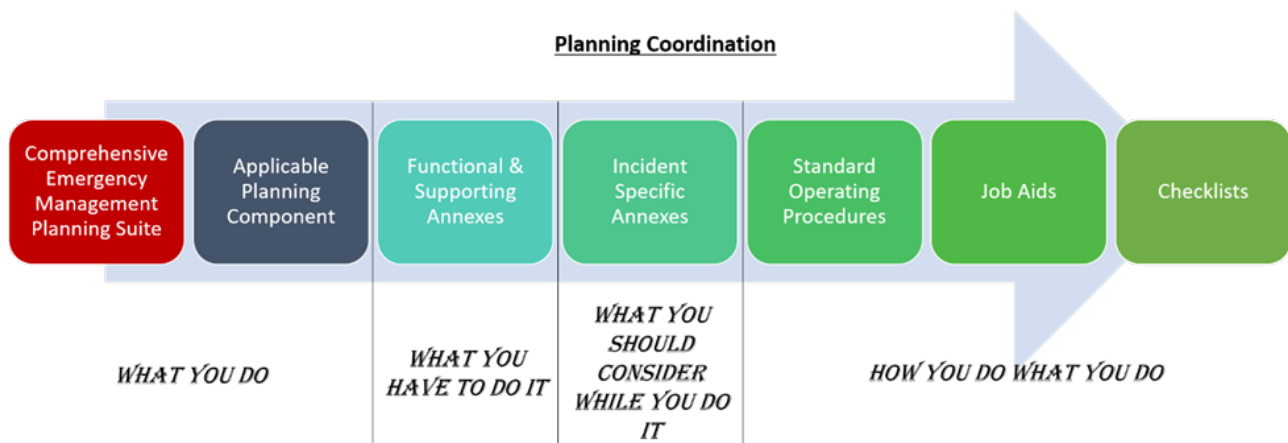 Planning Coordination
Comprehensive
Emergency
Management
Planning Suite
Applicable
Planning
Component
Functional &
Supporting
Annexes
Incident
Specific
Annexes
Standard
Operating
Procedures
Job Aids
Checklists
WHAT YOU DO
WHAT YOU
HAVE TO DO IT
WHAT YOU
SHOULD
CONSIDER
WHILE YOU DO
IT
HOW YOU DO WHAT YOU DO